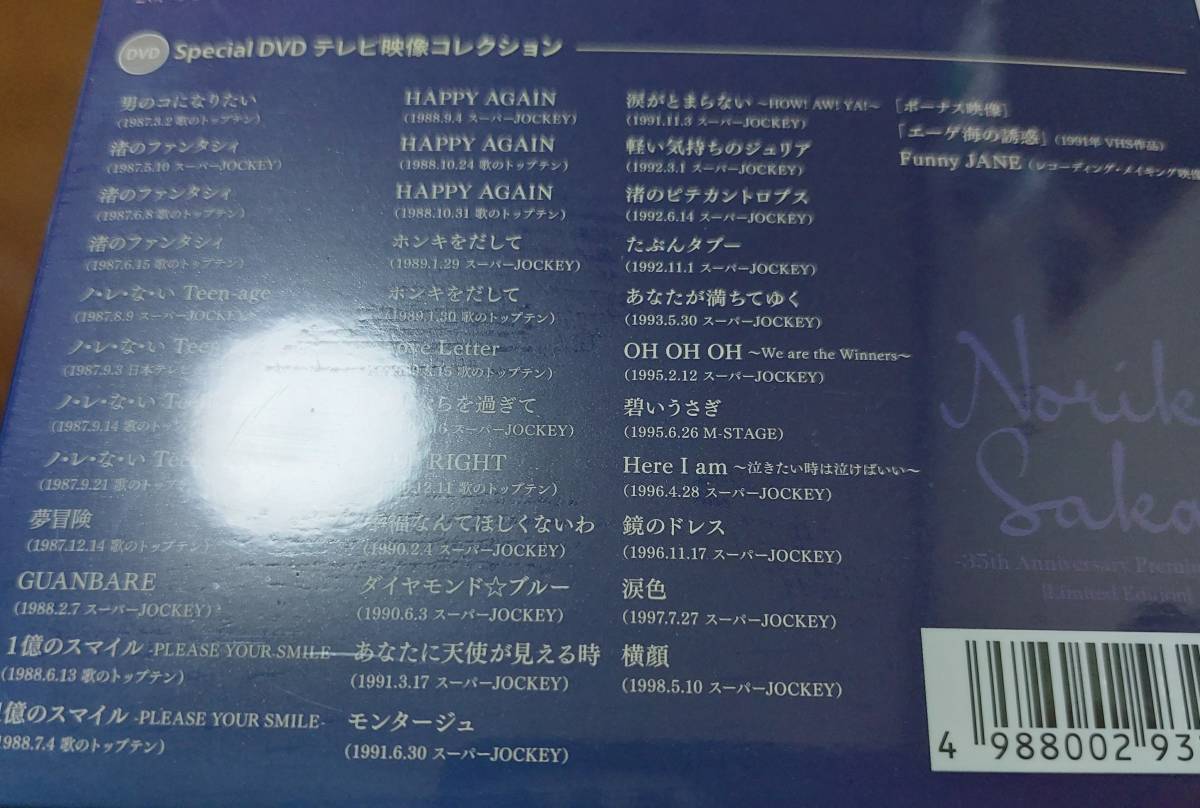 DVD Special DVD テレビ映像コレクション
男のコになりたい
(1987.3.2 歌のトップテン)
渚のファンタシィ
(1987.5.10 スーパーJOCKEY)
渚のファンタシィ
(1987.6.8 歌のトップテン)
渚のファンタシィ
(1987.6.15 歌のトップテン)
ノ・レ・な・い Teen-age
(1987.8.9 スーパーJOCKEY)
ノ・レ・な・い
(1987.9.3 日本テレビ
ノ・レ・な・い
(1987.9.14 歌のトップテン
ノ・レ・な・い
(1987.9.21 歌のトップテン)
夢冒険
(1987.12.14 歌のトップテン)
GUANBARE
(1988.2.7 スーパーJOCKEY)
1億のスマイル -PLEASE YOUR SMILE-
(1988.6.13 歌のトップテン)
1億のスマイル -PLEASE YOUR SMILE-
1988.7.4 歌のトップテン)
HAPPY AGAIN
(1988.9.4 スーパーJOCKEY)
HAPPY AGAIN
(1988.10.24 歌のトップテン)
HAPPY AGAIN
(1988.10.31 歌のトップテン)
ホンキをだして
(1989.1.29 スーパーJOCKEY)
ホンキをだして
(1989.1.30 歌のトップテン)
Letter
歌のトップテン)
を過ぎて
スーパーJOCKEY)
RIGHT
12.11 歌のトップテン)
幸福なんてほしくないわ
(1990.2.4 スーパーJOCKEY)
ダイヤモンド☆ブルー
(1990.6.3 スーパーJOCKEY)
あなたに天使が見える時
(1991.3.17 スーパーJOCKEY)
モンタージュ
(1991.6.30 スーパーJOCKEY)
涙がとまらない ～HOW! AW! YA!～
(1991.11.3 スーパーJOCKEY)
軽い気持ちのジュリア
(1992.3.1 スーパーJOCKEY)
渚のピテカントロプス
(1992.6.14 スーパーJOCKEY)
たぶんタブー
(1992.11.1 スーパーJOCKEY)
あなたが満ちてゆく
(1993.5.30 スーパーJOCKEY)
OH OH OH ～We are the Winners～
(1995.2.12 スーパーJOCKEY)
碧いうさぎ
(1995.6.26 M-STAGE)
Here I am ～泣きたい時は泣けばいい～
(1996.4.28 スーパーJOCKEY)
鏡のドレス
(1996.11.17 スーパーJOCKEY)
涙色
(1997.7.27 スーパーJOCKEY)
横顔
(1998.5.10 スーパーJOCKEY)
[ボーナス映像]
「エーゲ海の誘惑」(1991年 VHS作品)
Funny JANE (レコーディング・メイキング映像
Norik
Sako
-35th Anniversary Premi
[Limited Edition]
4 988002 93